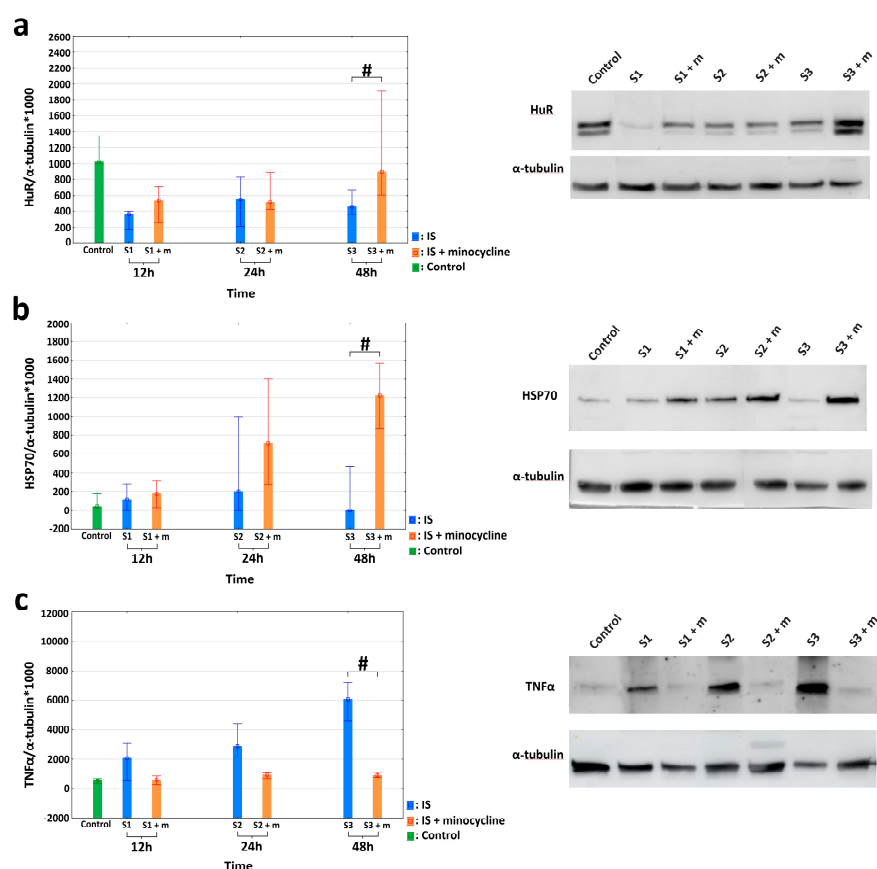 a
HuR/α-tubulin*1000
2600
2400
2200
2000
1800
1600
1400
1200
1000
800
600
400
200
0
#
Control
S1
S1 + m
S2
S2 + m
S3
S3 + m
12h
24h
48h
Time
: IS
: IS + minocycline
: Control
Control
S1
S1 + m
S2
S2 + m
S3
S3 + m
HuR
α-tubulin
b
HSP70/α-tubulin*1000
2000
1800
1600
1400
1200
1000
800
600
400
200
0
-200
#
Control
S1
S1 + m
S2
S2 + m
S3
S3 + m
12h
24h
48h
Time
: IS
: IS + minocycline
: Control
Control
S1
S1 + m
S2
S2 + m
S3
S3 + m
HSP70
α-tubulin
c
TNFα/α-tubulin*1000
12000
10000
8000
6000
4000
2000
0
-2000
#
Control
S1
S1 + m
S2
S2 + m
S3
S3 + m
12h
24h
48h
Time
: IS
: IS + minocycline
: Control
Control
S1
S1 + m
S2
S2 + m
S3
S3 + m
TNFα
α-tubulin